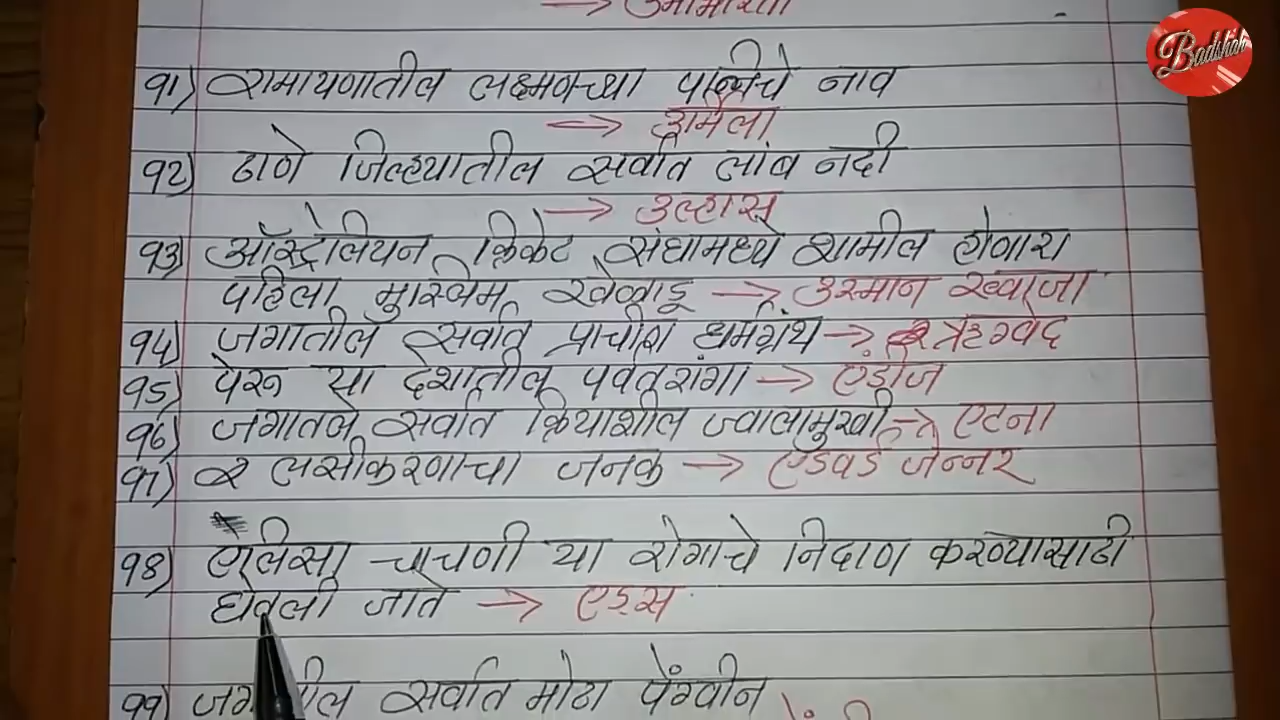 ९१) रामायणातील लक्ष्मणच्या पत्निचे नाव
→ उर्मिला
Badshah
९२) ठाणे जिल्ह्यातील सर्वात लांब नदी
→ उल्हास
९३) ऑस्ट्रेलियन क्रिकेट संघामध्ये शामील होणारा
पहिला मुस्लिम खेळाडू → उस्मान ख्वाजा
९४) जगातील सर्वात प्राचीन धर्मग्रंथ → ऋग्वेद
९५) पेरू या देशातील पर्वतरांगा → एंडीज
९६) जगातले सर्वात क्रियाशील ज्वालामुखी → एटना
९७) लसीकरणाचा जनक → एडवर्ड जेन्नर
९८) एलिसा चाचणी या रोगाचे निदाण करण्यासाठी
घेतली जाते → एड्स
९९) जगातील सर्वात मोठा पेंग्वीन